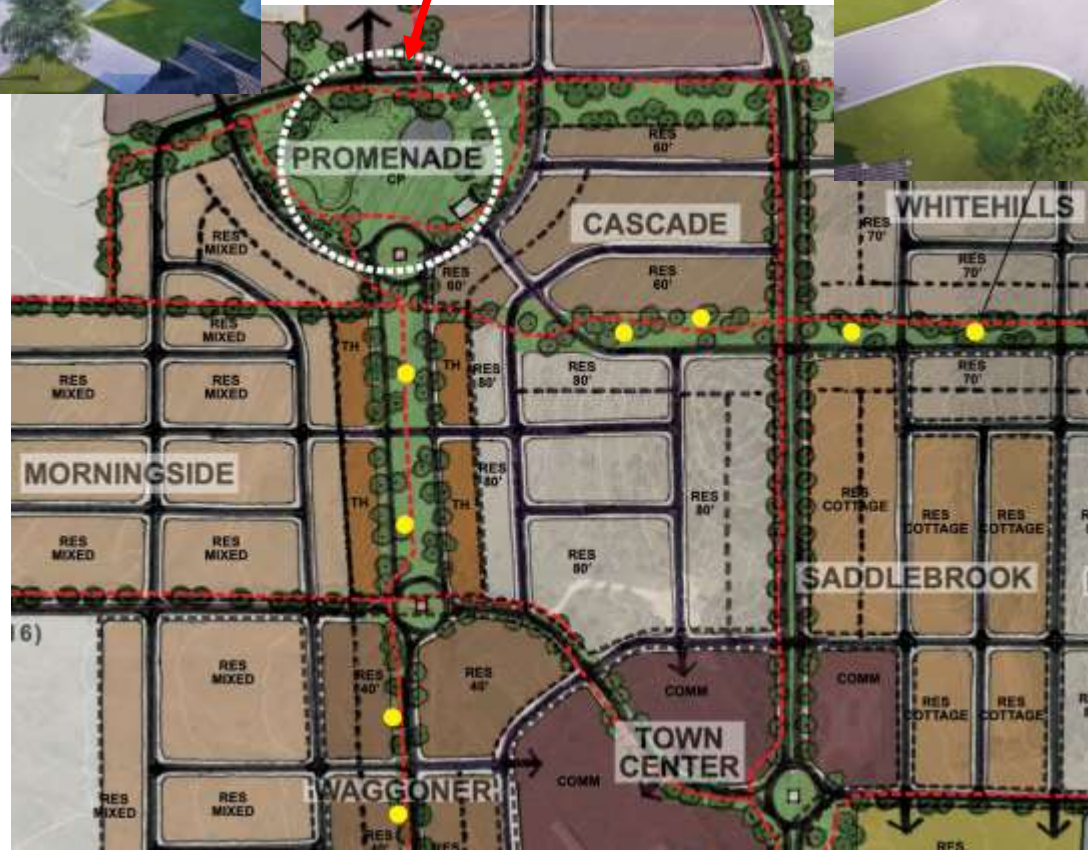 PROMENADE
CP
RES
60'
CASCADE
WHITEHILLS
RES
70'
RES
MIXED
RES
60'
RES
60'
RES
70'
RES
MIXED
TH
TH
RES
80'
RES
80'
RES
70'
RES
MIXED
RES
MIXED
MORNINGSIDE
RES
80'
RES
80'
TH
TH
RES
COTTAGE
RES
COTTAGE
RES
COTTAGE
RES
MIXED
RES
MIXED
RES
80'
SADDLEBROOK
16)
RES
MIXED
RES
40'
RES
40'
COMM
COMM
RES
COTTAGE
RES
COTTAGE
TOWN
CENTER
COMM
WAGGONER
RES
MIXED
RES
MIXED
RES
RES
RES